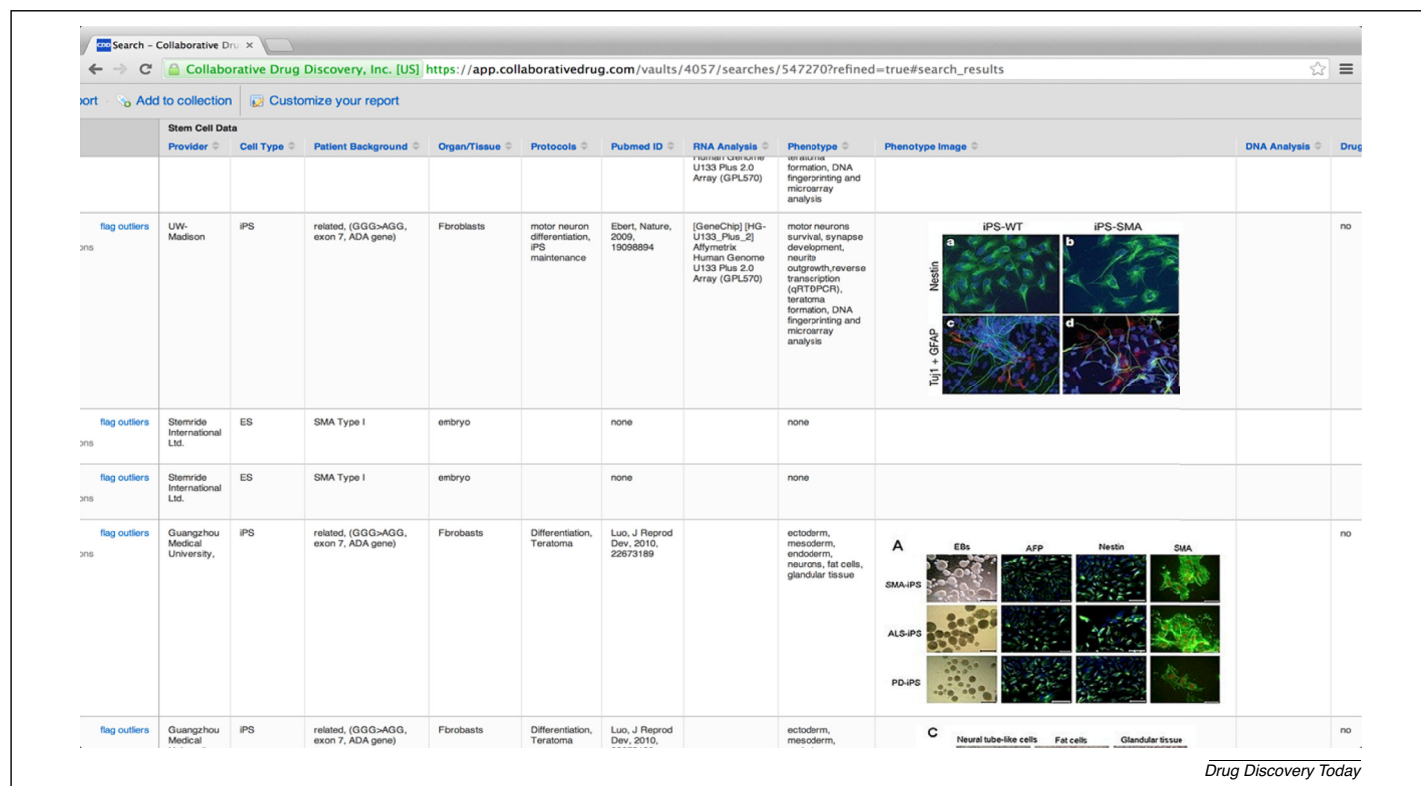 Search – Collaborative Dru ×
Collaborative Drug Discovery, Inc. [US] https://app.collaborativedrug.com/vaults/4057/searches/547270?refined=true#search_results
ort Add to collection Customize your report
Stem Cell Data
Provider Cell Type Patient Background Organ/Tissue Protocols Pubmed ID RNA Analysis Phenotype Phenotype Image DNA Analysis Drug
Human Genome
U133 Plus 2.0
Array (GPL570)
teratoma
formation, DNA
fingerprinting and
microarray
analysis
flag outliers
ons
UW-
Madison
iPS
related, (GGG>AGG,
exon 7, ADA gene)
Fibroblasts
motor neuron
differentiation,
iPS
maintenance
Ebert, Nature,
2009,
19098894
[GeneChip] [HG-
U133_Plus_2]
Affymetrix
Human Genome
U133 Plus 2.0
Array (GPL570)
motor neurons
survival, synapse
development,
neurite
outgrowth,reverse
transcription
(qRTÐPCR),
teratoma
formation, DNA
fingerprinting and
microarray
analysis
iPS-WT iPS-SMA
Nestin
a b
Tuj1 + GFAP
c d
no
flag outliers
ons
Stemride
International
Ltd.
ES
SMA Type I
embryo
none
none
flag outliers
ons
Stemride
International
Ltd.
ES
SMA Type I
embryo
none
none
flag outliers
ons
Guangzhou
Medical
University,
iPS
related, (GGG>AGG,
exon 7, ADA gene)
Fbrobasts
Differentiation,
Teratoma
Luo, J Reprod
Dev, 2010,
22673189
ectoderm,
mesoderm,
endoderm,
neurons, fat cells,
glandular tissue
A
EBs AFP Nestin SMA
SMA-iPS
ALS-iPS
PD-iPS
no
flag outliers
Guangzhou
Medical
iPS
related, (GGG>AGG,
exon 7, ADA gene)
Fbrobasts
Differentiation,
Teratoma
Luo, J Reprod
Dev, 2010,
ectoderm,
mesoderm,
C
Neural tube-like cells Fat cells Glandular tissue
no
Drug Discovery Today